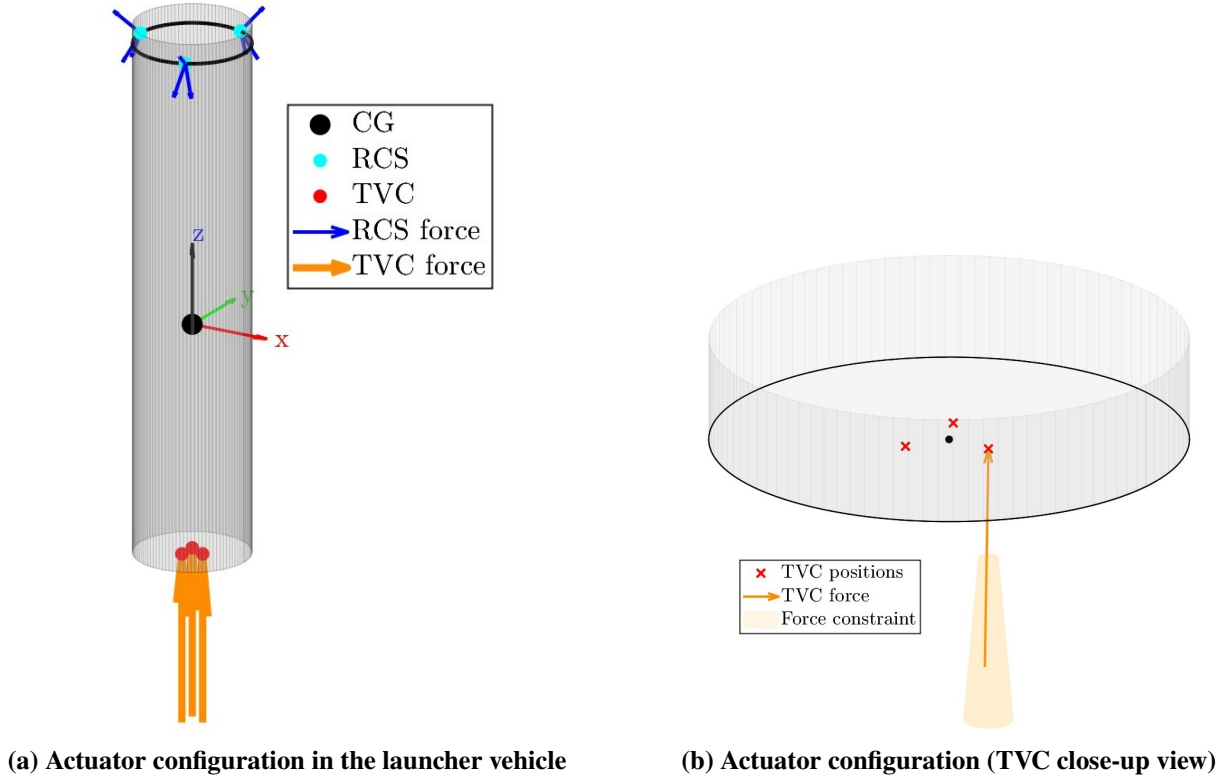 CG
RCS
TVC
RCS force
TVC force
z
y
x
TVC positions
TVC force
Force constraint
(a) Actuator configuration in the launcher vehicle
(b) Actuator configuration (TVC close-up view)